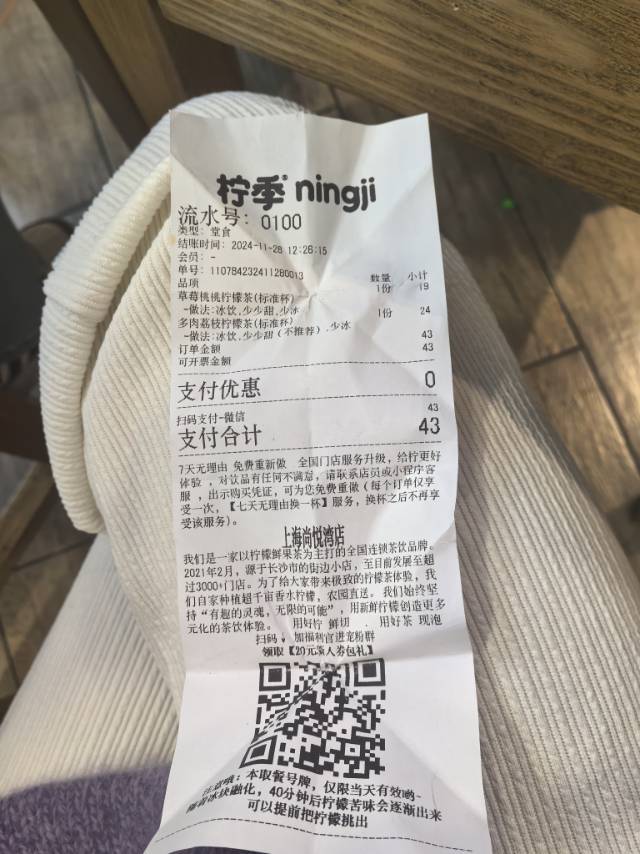 柠季® ningji
流水号: 0100
类型: 堂食
结账时间: 2024-11-28 12:26:15
会员: -
单号: 110784232411280013
品项 数量 小计
草莓桃桃柠檬茶(标准杯) 1份 19
-做法:冰饮,少少甜,少冰
多肉荔枝柠檬茶(标准杯) 1份 24
-做法:冰饮,少少甜(不推荐),少冰
订单金额 43
可开票金额 43
支付优惠 0
扫码支付-微信 43
支付合计 43
7天无理由 免费重新做 全国门店服务升级，给柠更好
体验，对饮品有任何不满意，请联系店员或小程序客
服，出示购买凭证，可为您免费重做(每个订单仅享
受一次，【七天无理由换一杯】服务，换杯之后不再享
受该服务)。
上海尚悦湾店
我们是一家以柠檬鲜果茶为主打的全国连锁茶饮品牌。
2021年2月，源于长沙市的街边小店，至目前发展至超
过3000+门店。为了给大家带来极致的柠檬茶体验，我
们自家种植超千亩香水柠檬，农园直送。我们始终坚
持“有趣的灵魂，无限的可能”，用新鲜柠檬创造更多
元化的茶饮体验。 用好柠 鲜切 . 用好茶 现泡
扫码，加福利官进宠粉群
领取【20元新人券包礼】
注意哦：本取餐号牌，仅限当天有效哟~
随着冰块融化，40分钟后柠檬苦味会逐渐出来
可以提前把柠檬挑出